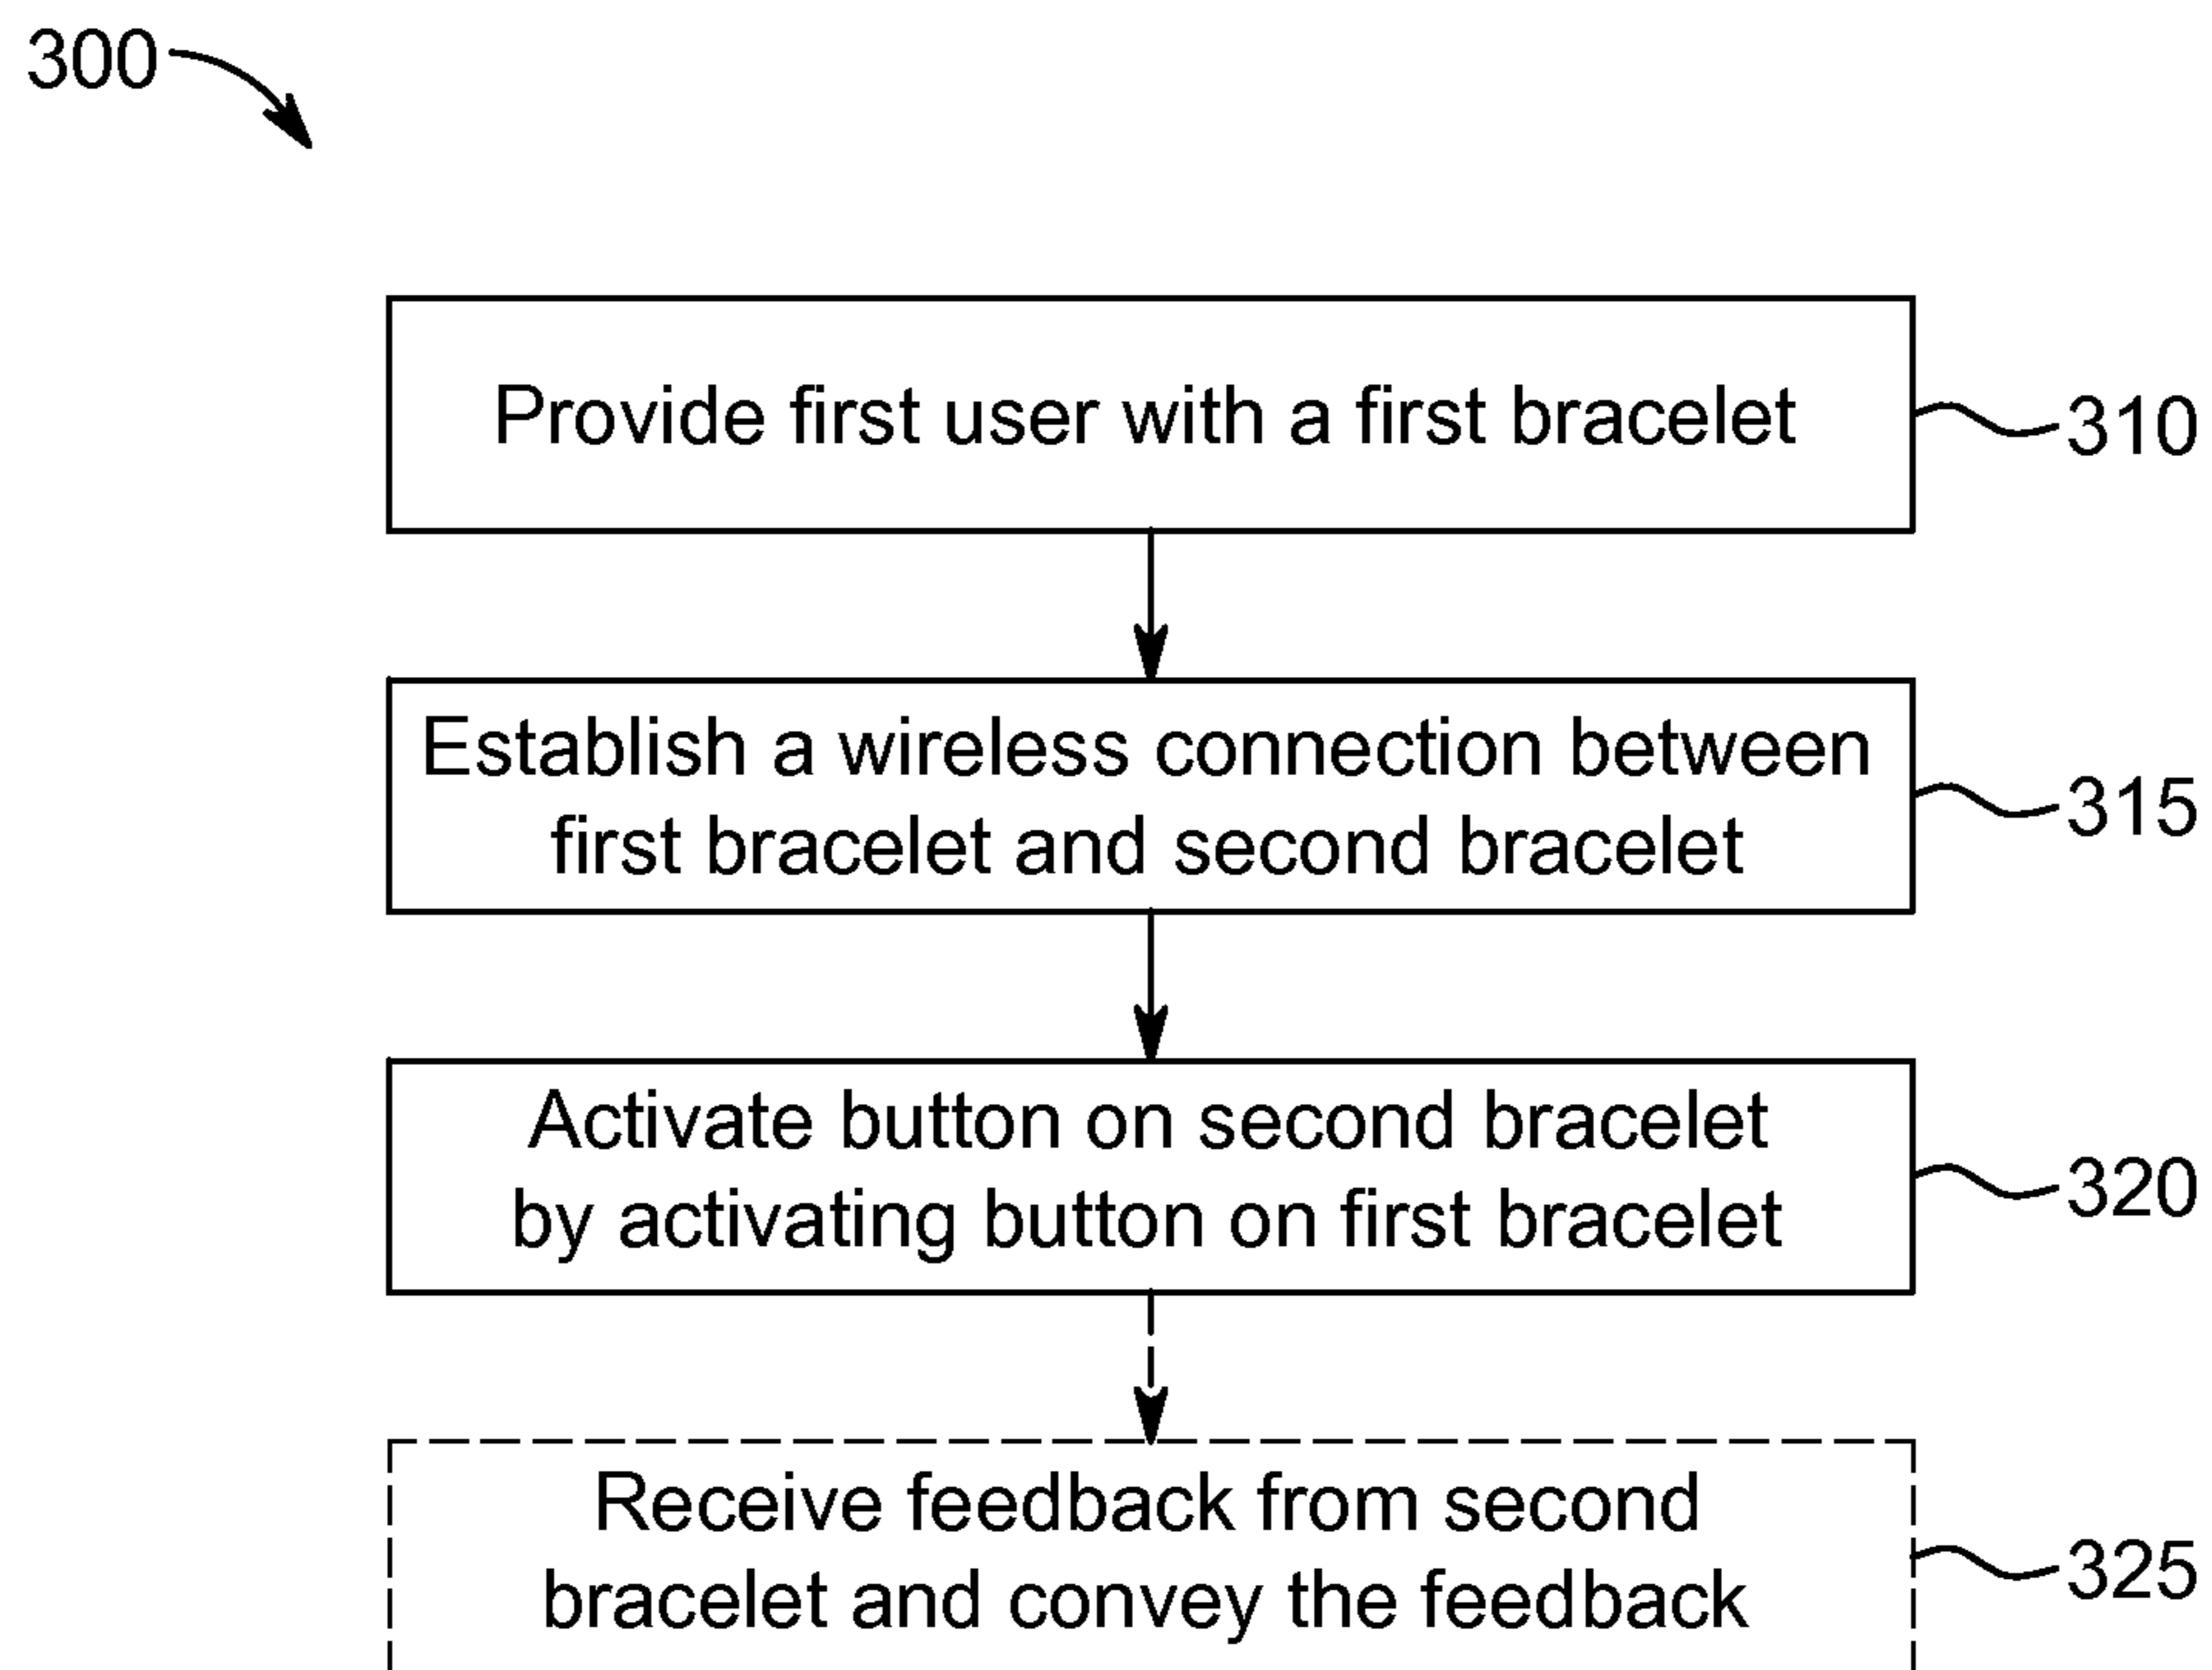 300
Provide first user with a first bracelet
310
Establish a wireless connection between
first bracelet and second bracelet
315
Activate button on second bracelet
by activating button on first bracelet
320
Receive feedback from second
bracelet and convey the feedback
325